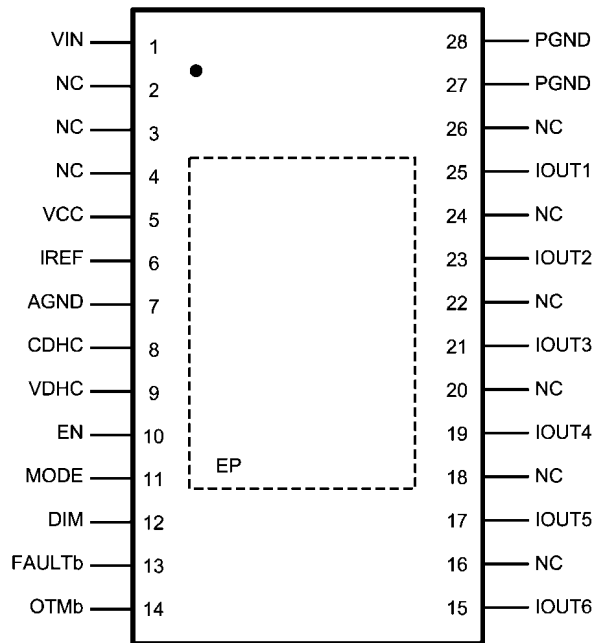 VIN 1 28 PGND
NC 2 27 PGND
NC 3 26 NC
NC 4 25 IOUT1
VCC 5 24 NC
IREF 6 23 IOUT2
AGND 7 22 NC
CDHC 8 21 IOUT3
VDHC 9 20 NC
EN 10 19 IOUT4
EP
MODE 11 18 NC
DIM 12 17 IOUT5
FAULTb 13 16 NC
OTMb 14 15 IOUT6